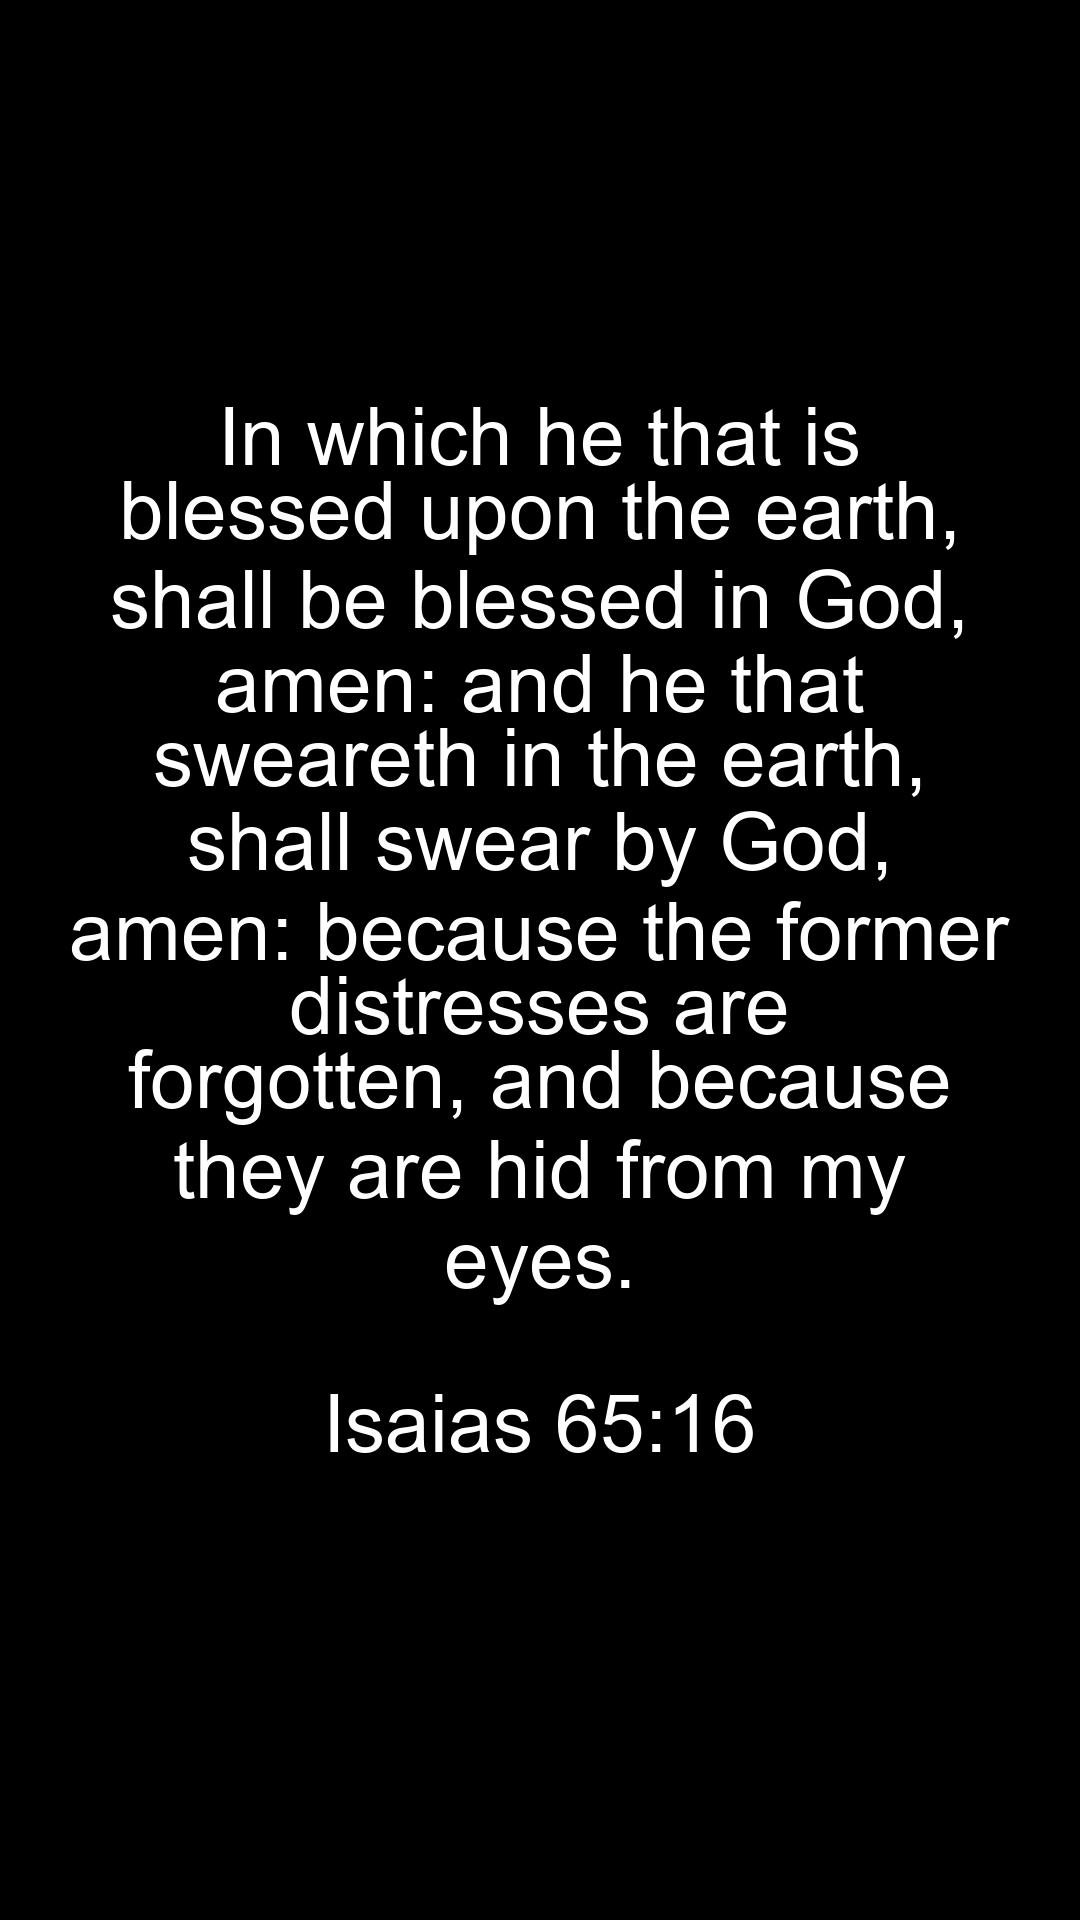 In which he that is
blessed upon the earth,
shall be blessed in God,
amen: and he that
sweareth in the earth,
shall swear by God,
amen: because the former
distresses are
forgotten, and because
they are hid from my
eyes.
Isaias 65:16